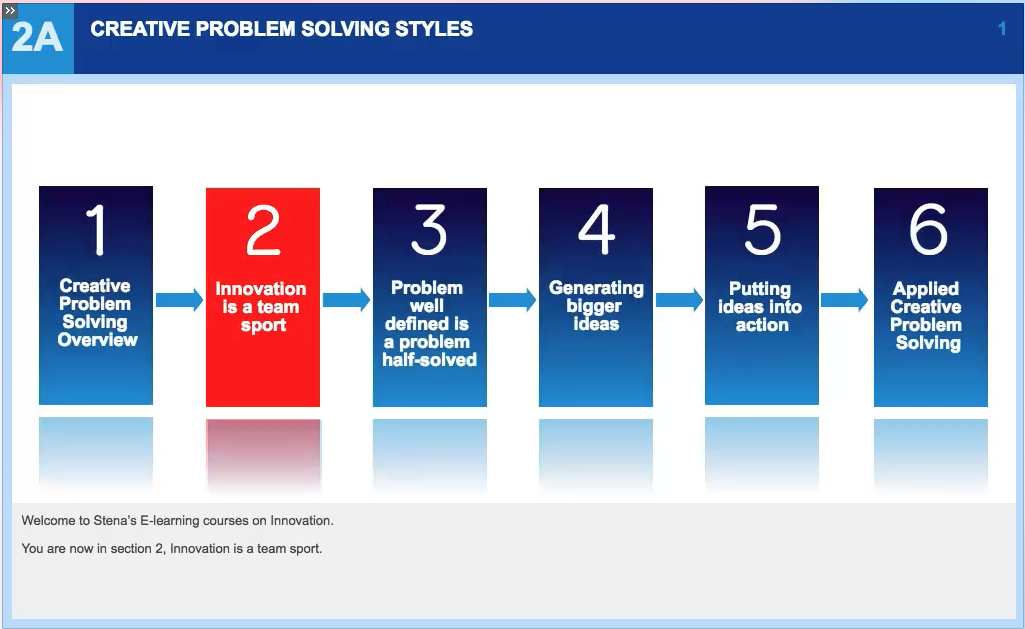 »
2A
CREATIVE PROBLEM SOLVING STYLES
1
1
Creative
Problem
Solving
Overview
2
Innovation
is a team
sport
3
Problem
well
defined is
a problem
half-solved
4
Generating
bigger
ideas
5
Putting
ideas into
action
6
Applied
Creative
Problem
Solving
Welcome to Stena’s E-learning courses on Innovation.
You are now in section 2, Innovation is a team sport.